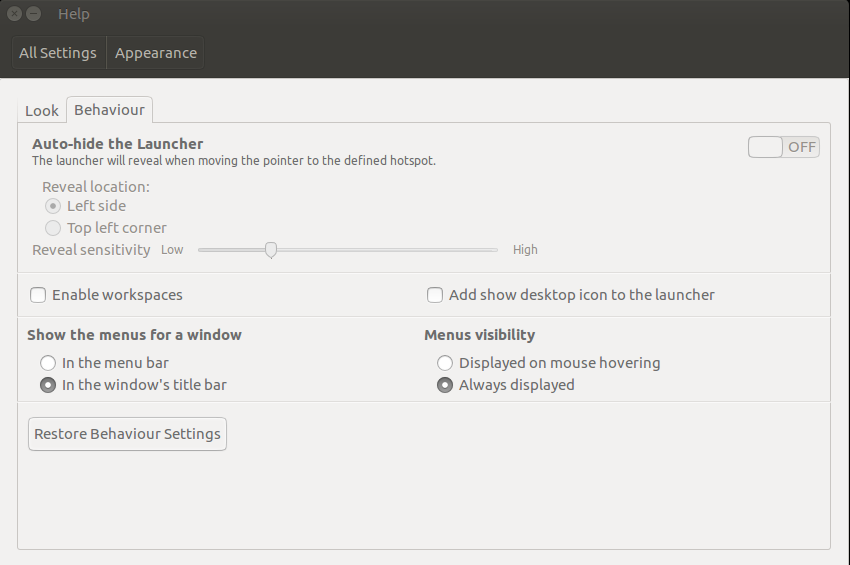 Help
All Settings Appearance
Look Behaviour
Auto-hide the Launcher OFF
The launcher will reveal when moving the pointer to the defined hotspot.
Reveal location:
Left side
Top left corner
Reveal sensitivity Low High
Enable workspaces Add show desktop icon to the launcher
Show the menus for a window Menus visibility
In the menu bar Displayed on mouse hovering
In the window's title bar Always displayed
Restore Behaviour Settings